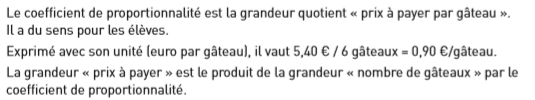 Le coefficient de proportionnalité est la grandeur quotient « prix à payer par gâteau ».
Il a du sens pour les élèves.
Exprimé avec son unité (euro par gâteau), il vaut 5,40 € / 6 gâteaux = 0,90 €/gâteau.
La grandeur « prix à payer » est le produit de la grandeur « nombre de gâteaux » par le
coefficient de proportionnalité.